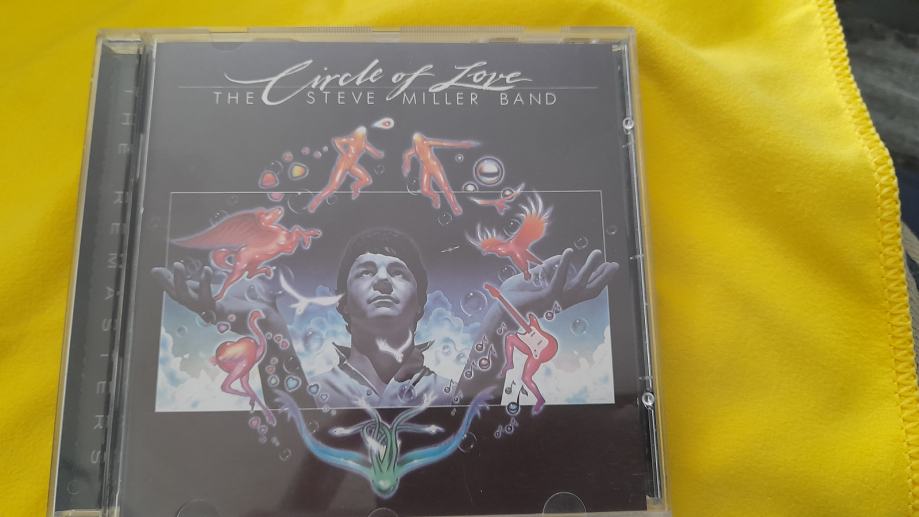 Circle of Love
THE STEVE MILLER BAND
THE REMASTERS